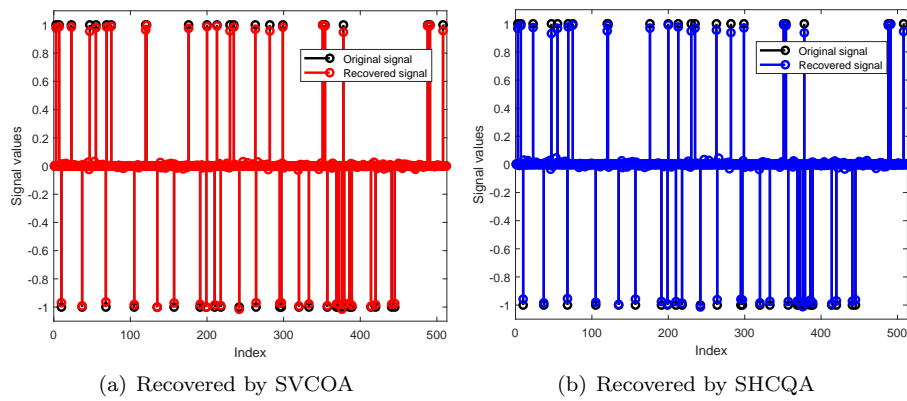 1
0.8
0.6
0.4
0.2
0
-0.2
-0.4
-0.6
-0.8
-1
Signal values
Original signal
Recovered signal
0 100 200 300 400 500
Index
(a) Recovered by SVCOA
1
0.8
0.6
0.4
0.2
0
-0.2
-0.4
-0.6
-0.8
-1
Signal values
Original signal
Recovered signal
0 100 200 300 400 500
Index
(b) Recovered by SHCQA